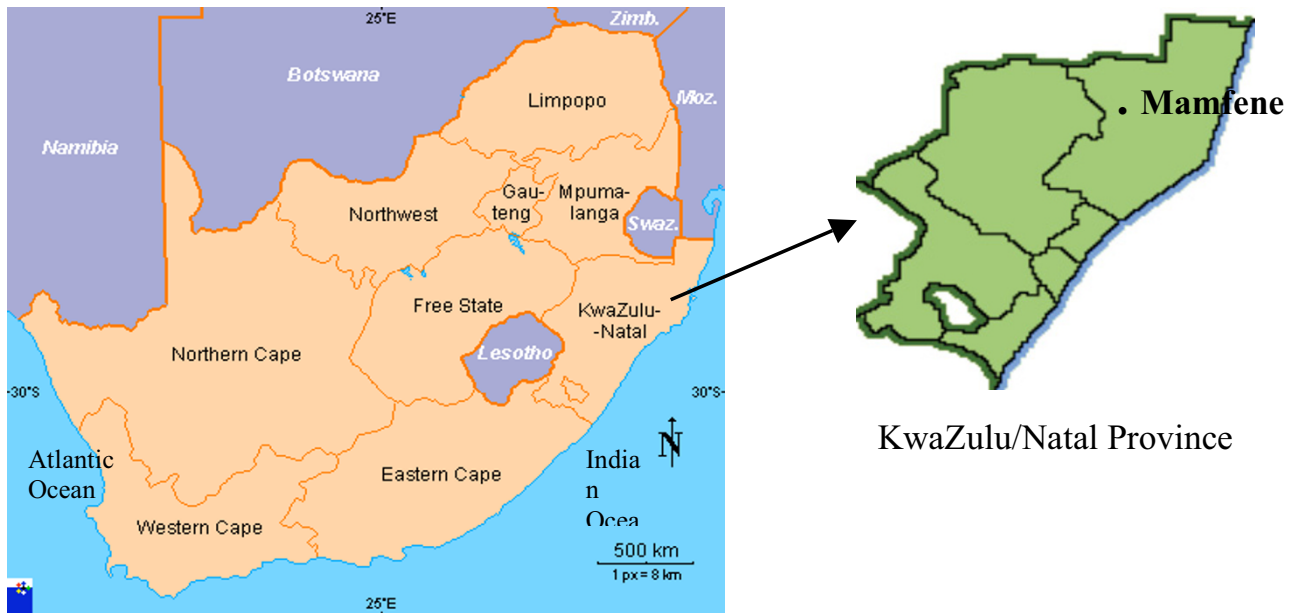 25°E
Zimb.
Botswana
Limpopo
Moz.
Namibia
Gau-
teng
Mpuma-
langa
Northwest
Swaz.
Free State
KwaZulu-
-Natal
Northern Cape
Lesotho
30°S
30°S
N
Atlantic
Ocean
India
n
Ocea
Eastern Cape
Western Cape
500 km
1 px = 8 km
25°E
. Mamfene
KwaZulu/Natal Province